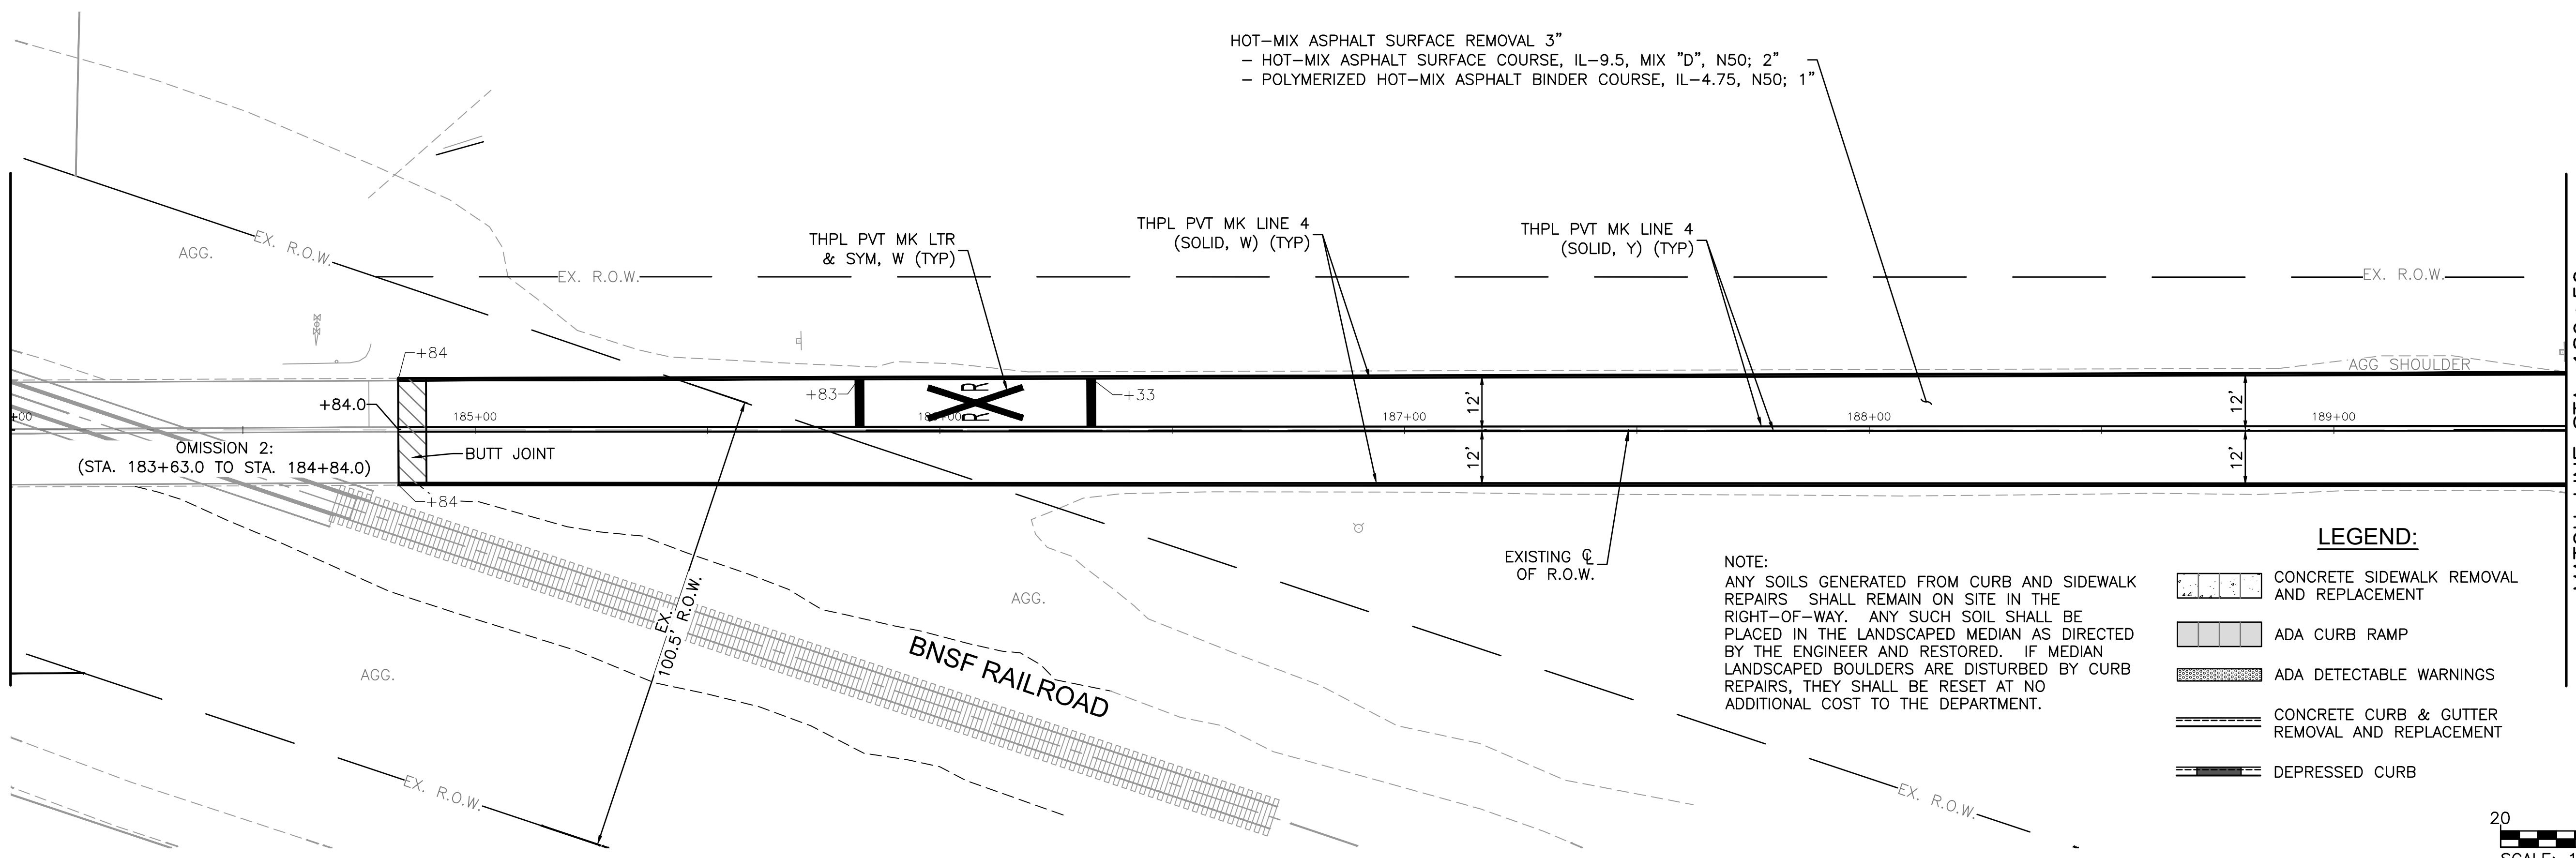 HOT-MIX ASPHALT SURFACE REMOVAL 3"
- HOT-MIX ASPHALT SURFACE COURSE, IL-9.5, MIX "D", N50; 2"
- POLYMERIZED HOT-MIX ASPHALT BINDER COURSE, IL-4.75, N50; 1"
THPL PVT MK LTR
& SYM, W (TYP)
THPL PVT MK LINE 4
(SOLID, W) (TYP)
THPL PVT MK LINE 4
(SOLID, Y) (TYP)
AGG.
EX. R.O.W.
EX. R.O.W.
EX. R.O.W.
+84
+83
R R
+33
AGG SHOULDER
+84.0
+00
185+00
187+00
188+00
189+00
12'
12'
12'
12'
OMISSION 2:
(STA. 183+63.0 TO STA. 184+84.0)
BUTT JOINT
+84
EXISTING ℄
OF R.O.W.
AGG.
AGG.
EX.
100.5' R.O.W.
BNSF RAILROAD
EX. R.O.W.
EX. R.O.W.
NOTE:
ANY SOILS GENERATED FROM CURB AND SIDEWALK
REPAIRS SHALL REMAIN ON SITE IN THE
RIGHT-OF-WAY. ANY SUCH SOIL SHALL BE
PLACED IN THE LANDSCAPED MEDIAN AS DIRECTED
BY THE ENGINEER AND RESTORED. IF MEDIAN
LANDSCAPED BOULDERS ARE DISTURBED BY CURB
REPAIRS, THEY SHALL BE RESET AT NO
ADDITIONAL COST TO THE DEPARTMENT.
LEGEND:
CONCRETE SIDEWALK REMOVAL
AND REPLACEMENT
ADA CURB RAMP
ADA DETECTABLE WARNINGS
CONCRETE CURB & GUTTER
REMOVAL AND REPLACEMENT
DEPRESSED CURB
20